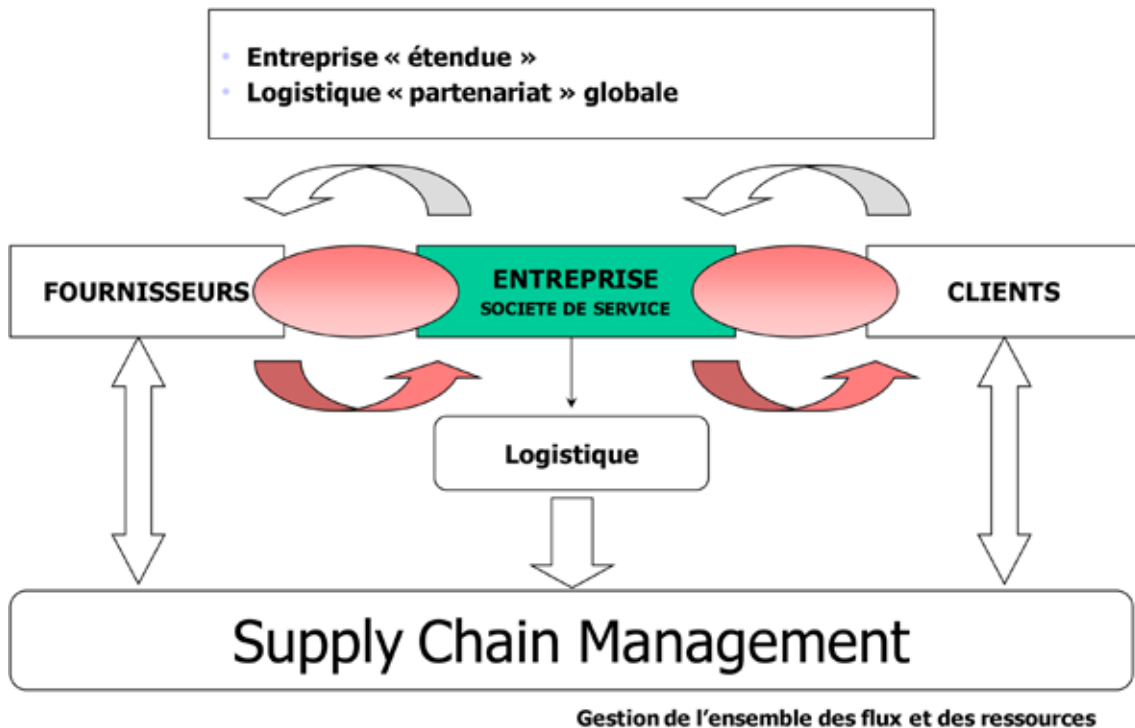 • Entreprise « étendue »
• Logistique « partenariat » globale
FOURNISSEURS
ENTREPRISE
SOCIETE DE SERVICE
CLIENTS
Logistique
Supply Chain Management
Gestion de l'ensemble des flux et des ressources